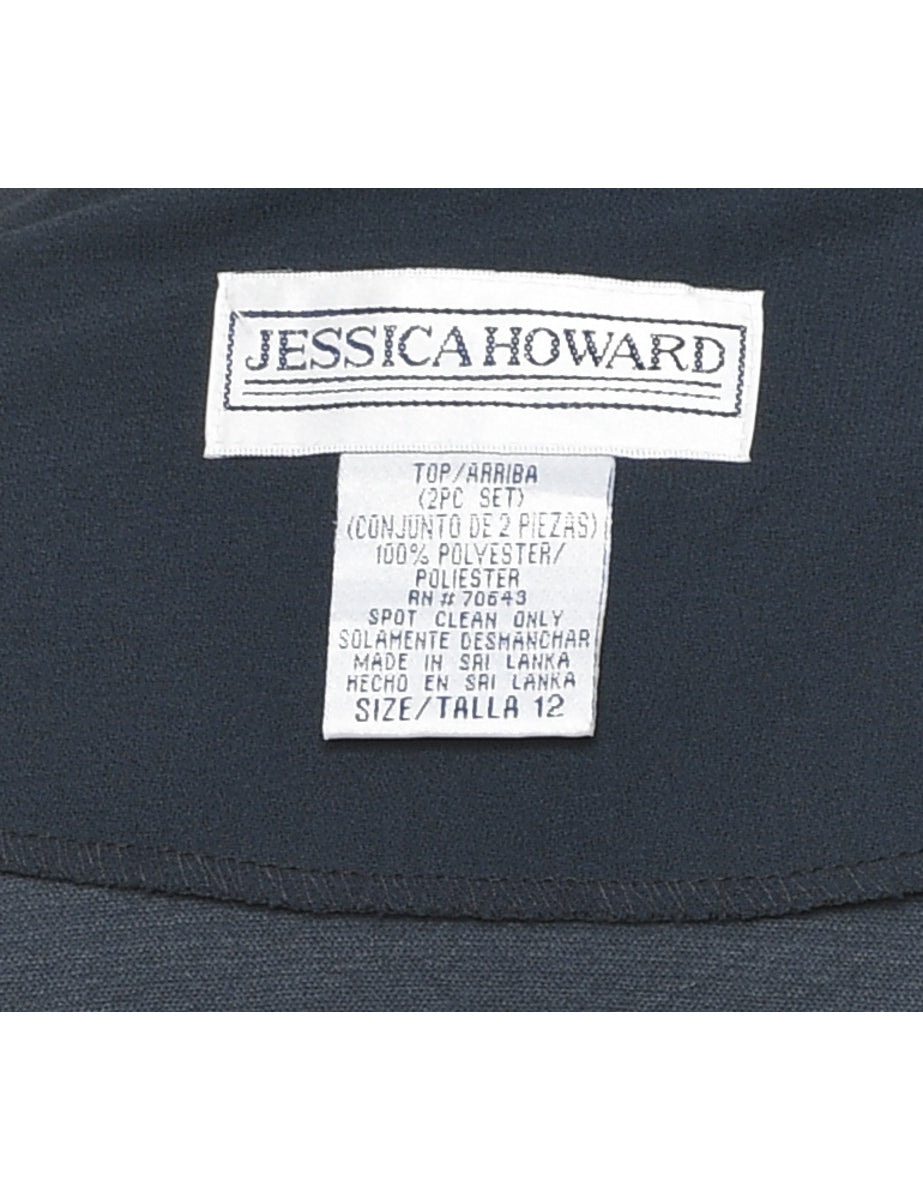 JESSICA HOWARD
TOP/ARRIBA
(2PC SET)
(CONJUNTO DE 2 PIEZAS)
100% POLYESTER/
POLIESTER
RN # 70643
SPOT CLEAN ONLY
SOLAMENTE DESMANCHAR
MADE IN SRI LANKA
HECHO EN SRI LANKA
SIZE/TALLA 12